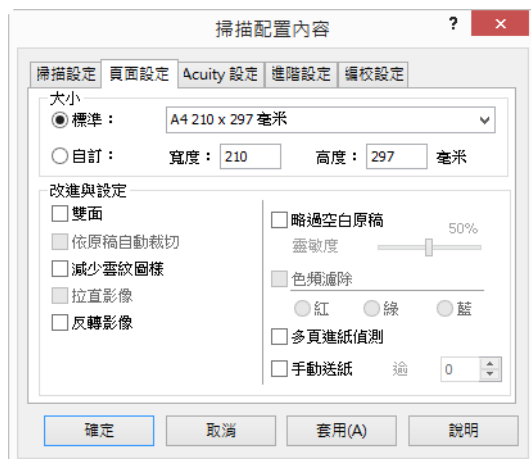 掃描配置內容 ?
掃描設定 頁面設定 Acuity 設定 進階設定 編校設定
大小
標準： A4 210 x 297 毫米
自訂： 寬度： 210 高度： 297 毫米
改進與設定
雙面
依原稿自動裁切
減少雲紋圖樣
拉直影像
反轉影像
略過空白原稿 50%
靈敏度
色頻濾除
紅 綠 藍
多頁進紙偵測
手動送紙 逾 0
確定 取消 套用(A) 說明